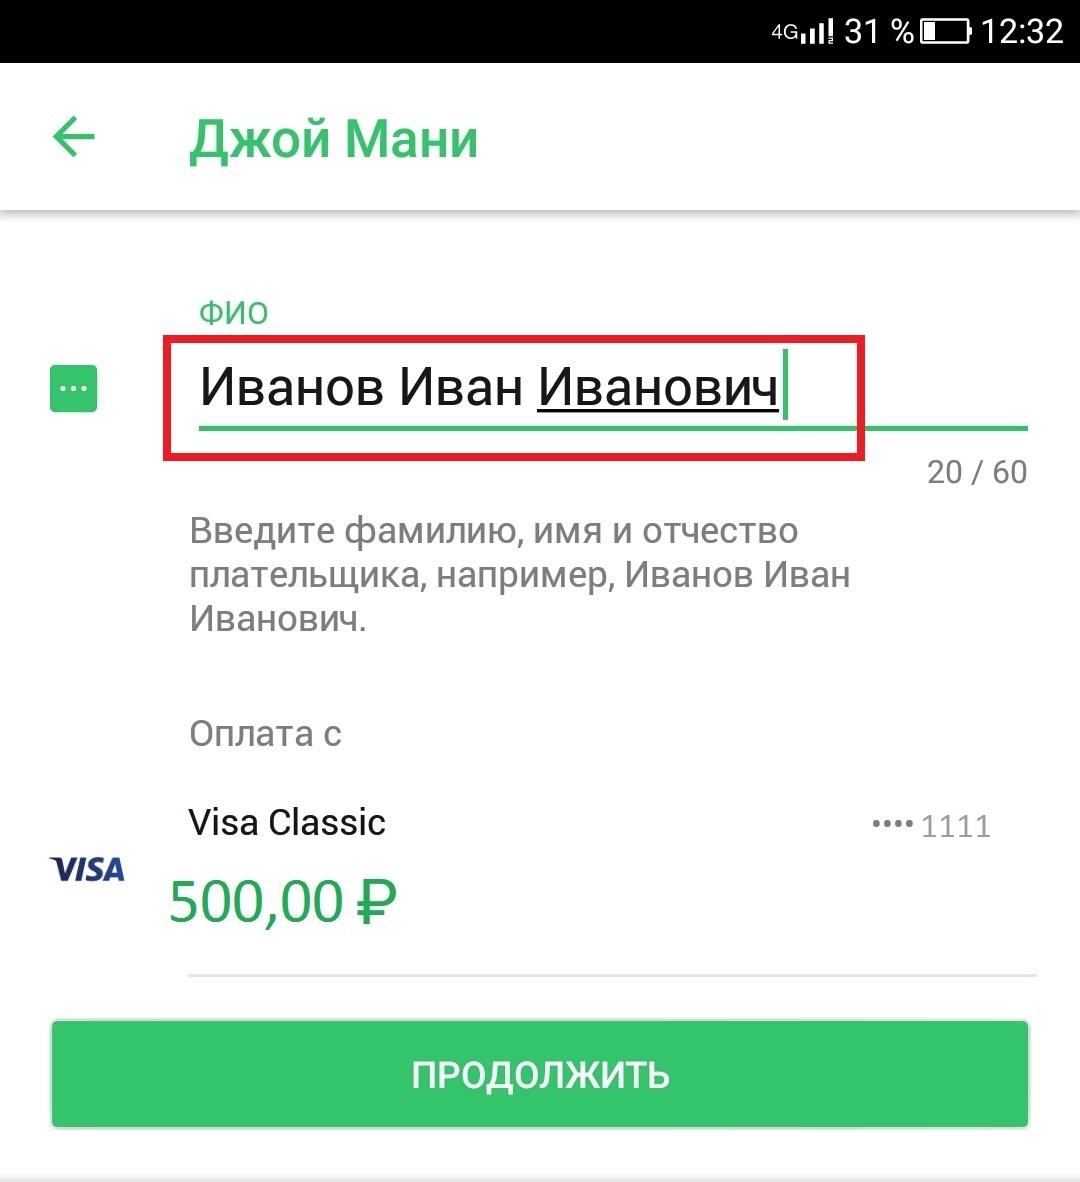 4G 31 % 12:32
Джой Мани
ФИО
Иванов Иван Иванович
20 / 60
Введите фамилию, имя и отчество
плательщика, например, Иванов Иван
Иванович.
Оплата с
Visa Classic •••• 1111
VISA
500,00 ₽
ПРОДОЛЖИТЬ